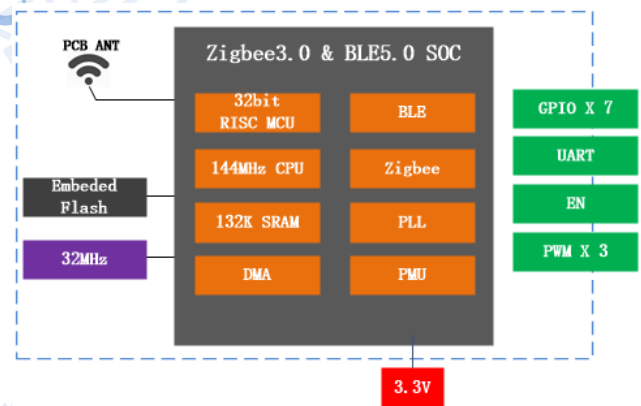 PCB ANT
Zigbee3.0 & BLE5.0 SOC
32bit
RISC MCU
BLE
GPIO X 7
144MHz CPU
Zigbee
UART
Embeded
Flash
132K SRAM
PLL
EN
32MHz
DMA
PMU
PWM X 3
3.3V